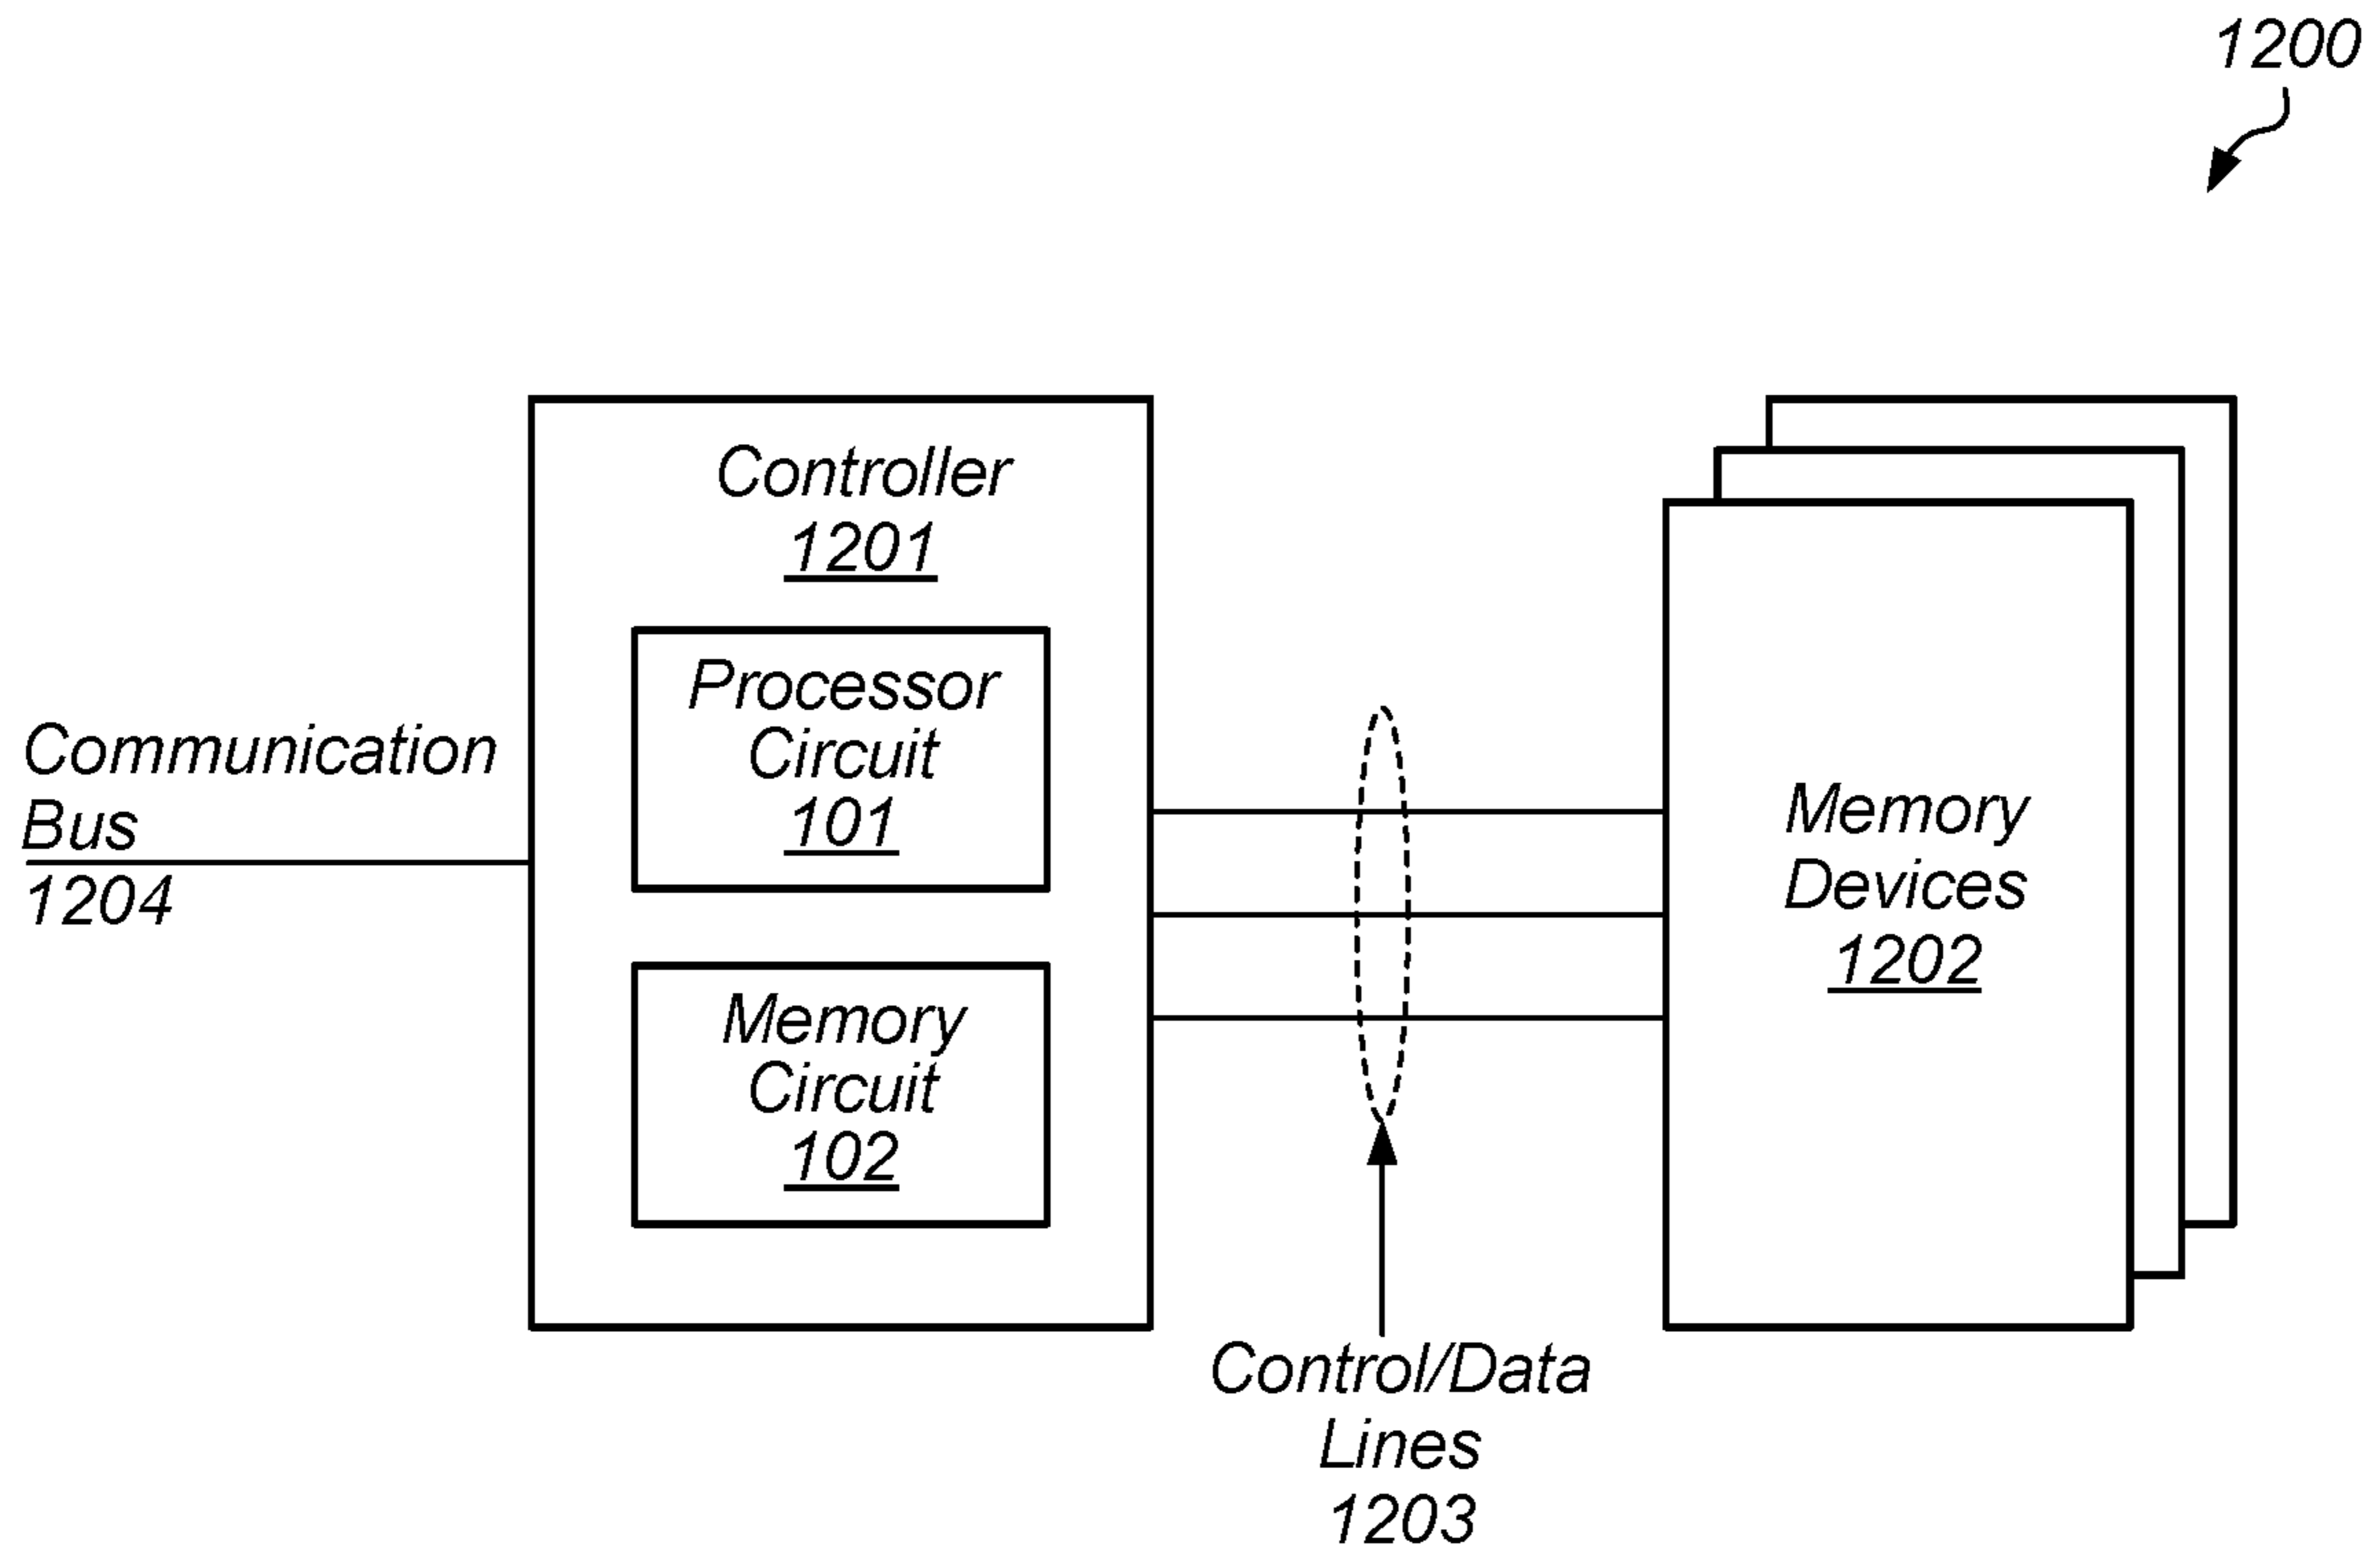 1200
Controller
1201
Processor
Circuit
101
Memory
Circuit
102
Communication
Bus
1204
Memory
Devices
1202
Control/Data
Lines
1203